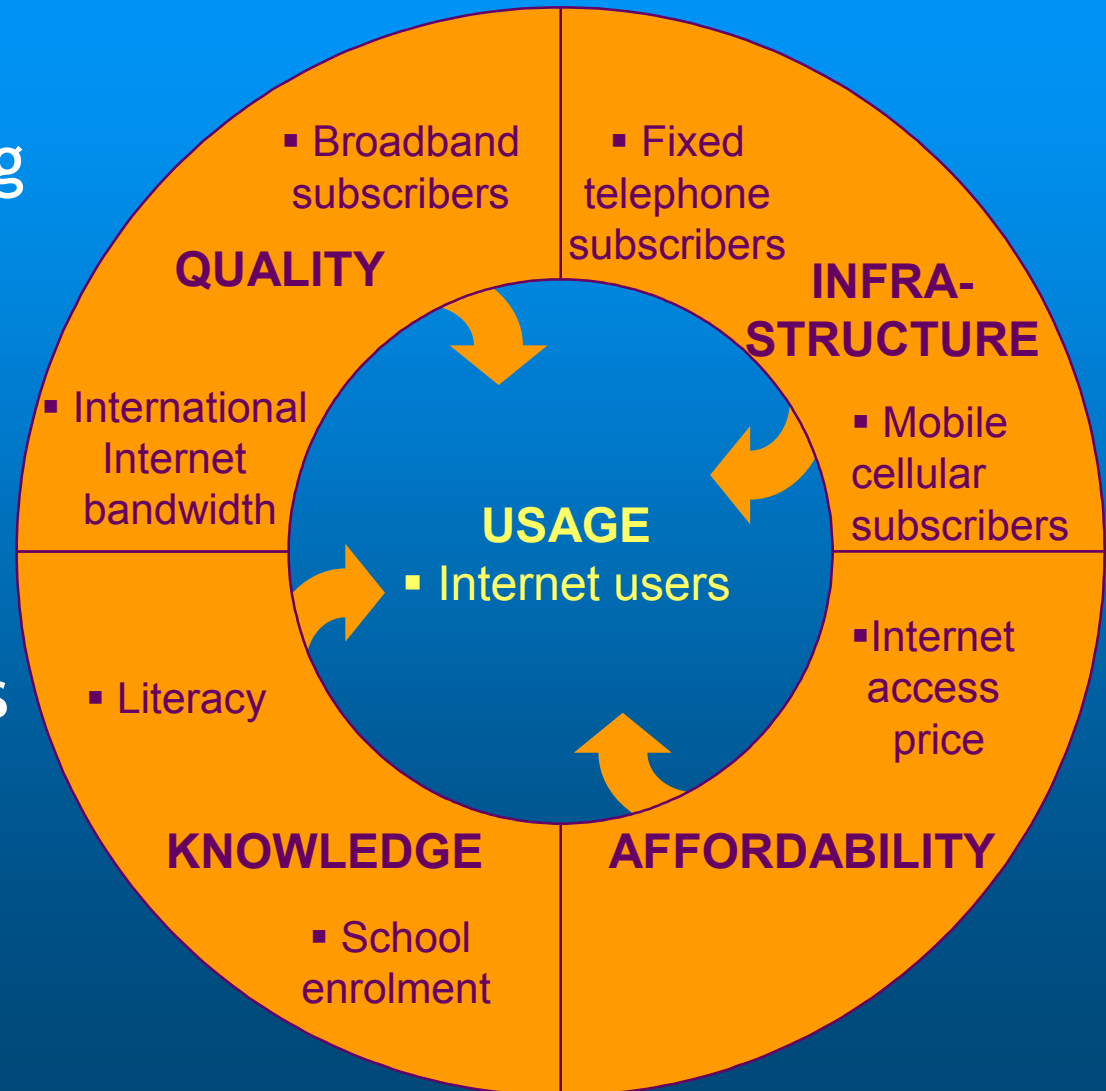 g
s
▪ Broadband
subscribers
QUALITY
▪ International
Internet
bandwidth
▪ Fixed
telephone
subscribers
INFRA-
STRUCTURE
▪ Mobile
cellular
subscribers
USAGE
▪ Internet users
▪ Literacy
KNOWLEDGE
▪ School
enrolment
▪Internet
access
price
AFFORDABILITY